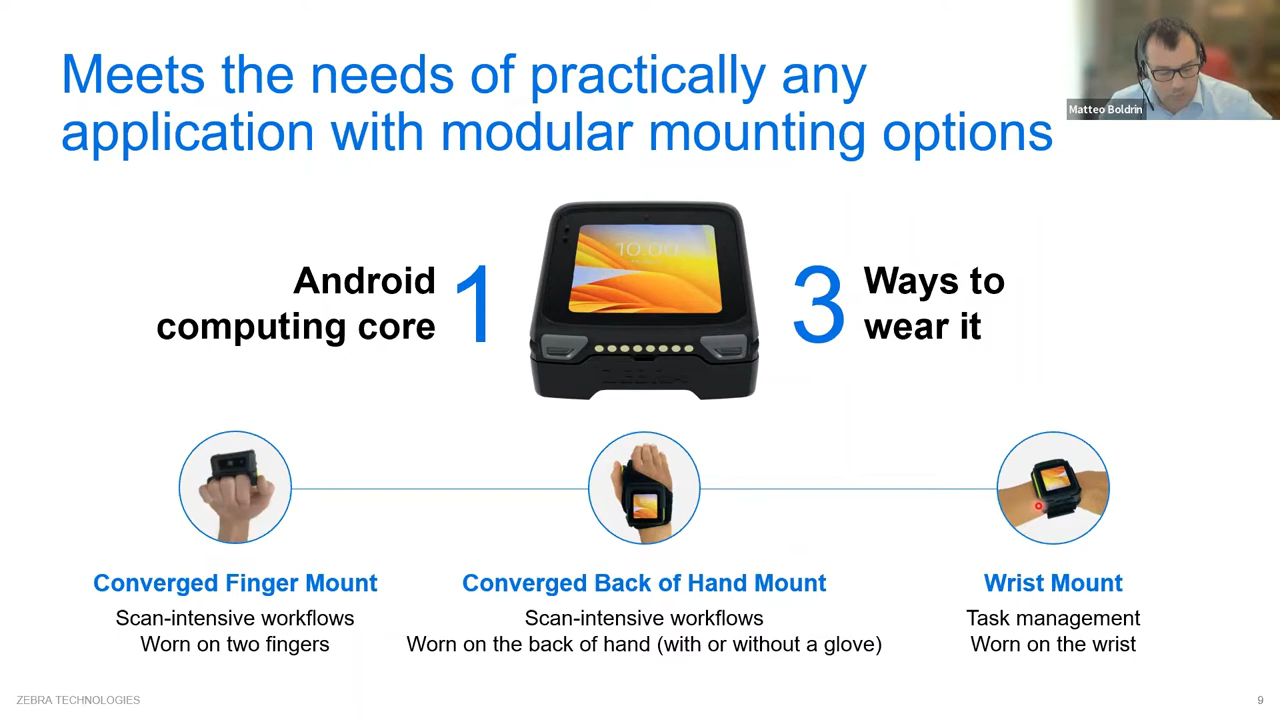 Meets the needs of practically any
application with modular mounting options
Matteo Boldrin
Android
computing core
1
10:00
3
Ways to
wear it
ZEBRA
Converged Finger Mount
Scan-intensive workflows
Worn on two fingers
Converged Back of Hand Mount
Scan-intensive workflows
Worn on the back of hand (with or without a glove)
Wrist Mount
Task management
Worn on the wrist
ZEBRA TECHNOLOGIES
9